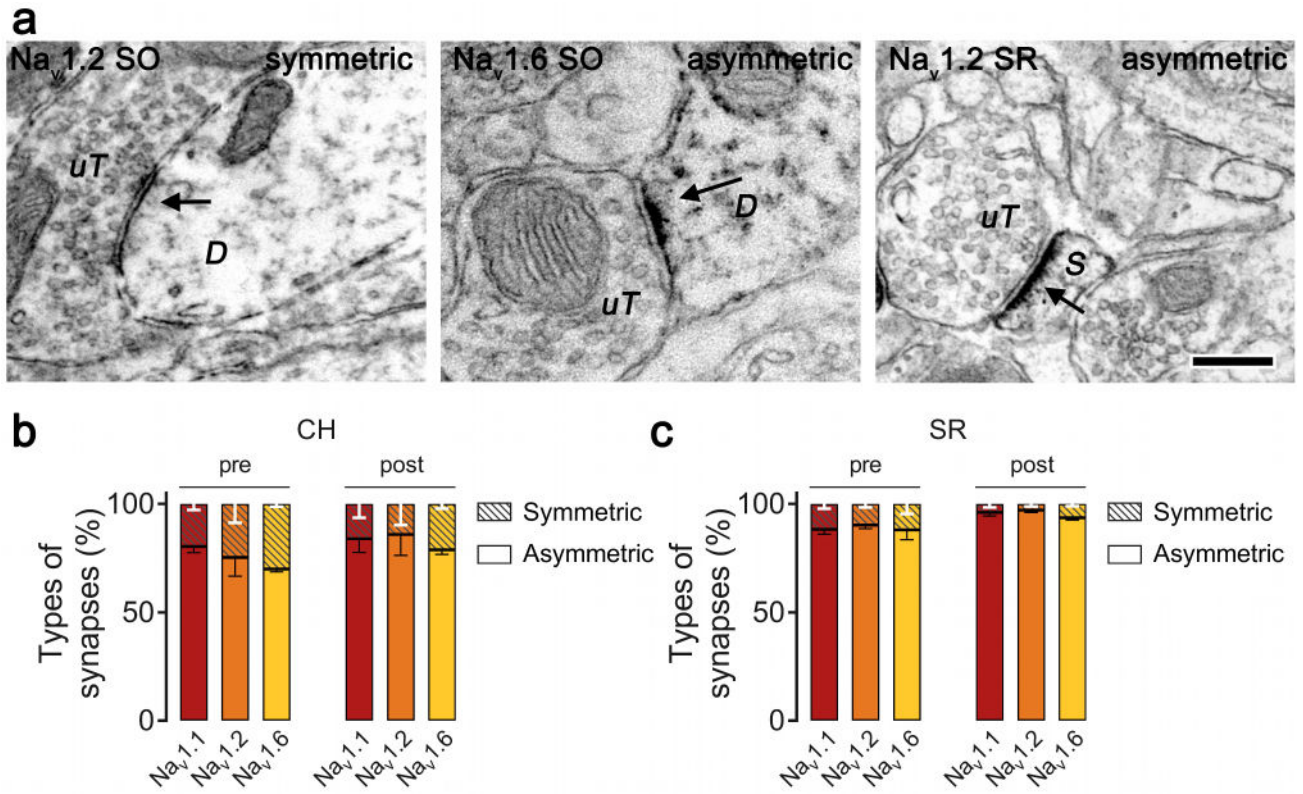 a
Nav1.2 SO symmetric
Nav1.6 SO asymmetric
Nav1.2 SR asymmetric
uT
D
D
uT
uT
S
b
CH
pre post
Types of
synapses (%)
100
50
0
Nav1.1 Nav1.2 Nav1.6 Nav1.1 Nav1.2 Nav1.6
Symmetric
Asymmetric
c
SR
pre post
Types of
synapses (%)
100
50
0
Nav1.1 Nav1.2 Nav1.6 Nav1.1 Nav1.2 Nav1.6
Symmetric
Asymmetric